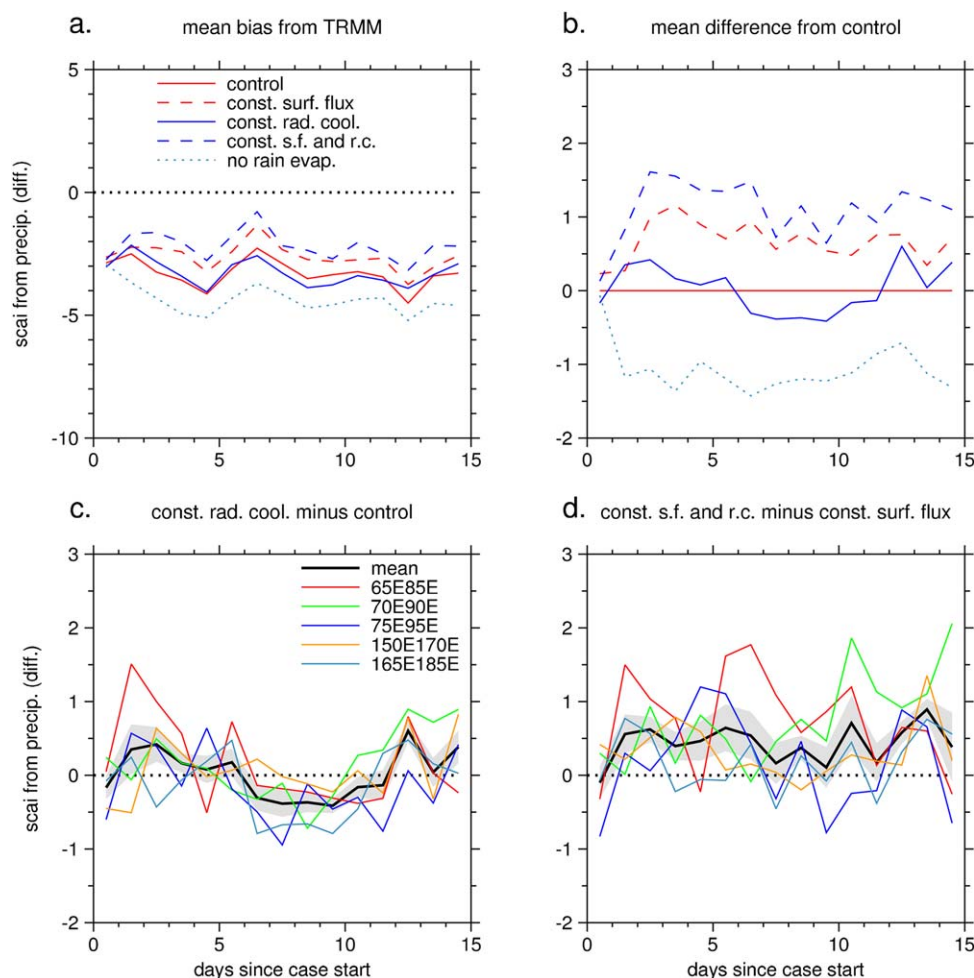 a.
mean bias from TRMM
scai from precip. (diff.)
5
0
-5
-10
control
const. surf. flux
const. rad. cool.
const. s.f. and r.c.
no rain evap.
0
5
10
15
b.
mean difference from control
3
2
1
0
-1
-2
0
5
10
15
c.
const. rad. cool. minus control
scai from precip. (diff.)
3
2
1
0
-1
-2
mean
65E85E
70E90E
75E95E
150E170E
165E185E
0
5
10
15
days since case start
d.
const. s.f. and r.c. minus const. surf. flux
3
2
1
0
-1
-2
0
5
10
15
days since case start